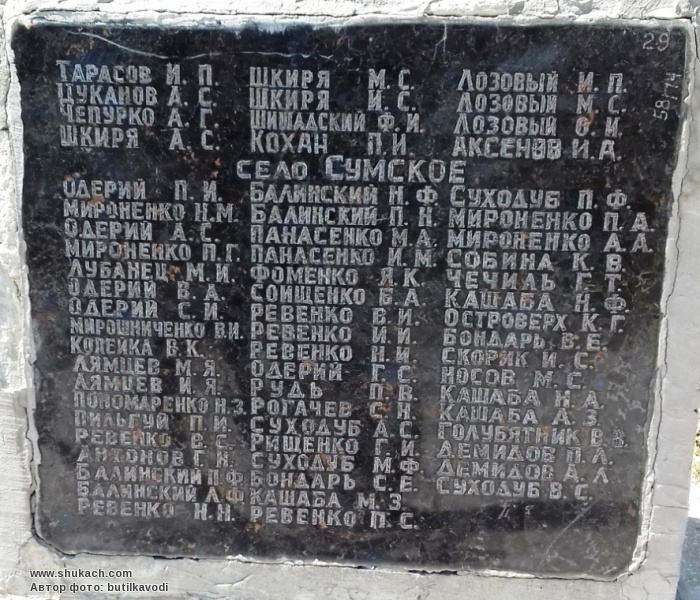 29
58/74
ТАРАСОВ И. П. ШКИРЯ М. С. ЛОЗОВЫЙ И. П.
ЦУКАНОВ А. С. ШКИРЯ И. С. ЛОЗОВЫЙ М. С.
ЧЕПУРКО А. Г. ШИШАДСКИЙ Ф. И. ЛОЗОВЫЙ И.
ШКИРЯ А. С. КОХАН П. И АКСЕНОВ И. А.
СЕЛО СУМСКОЕ
ОДЕРИЙ П. И. БАЛИНСКИЙ Н. Ф. СУХОДУБ П. Ф.
МИРОНЕНКО Н. М. БАЛИНСКИЙ П. Н. МИРОНЕНКО П. А.
ОДЕРИЙ А. С. ПАНАСЕНКО М. А. МИРОНЕНКО А. А.
МИРОНЕНКО П. Г. ПАНАСЕНКО И. М. СОБИНА К. В.
ЛУБАНЕЦ М. И. ФОМЕНКО Я. К. ЧЕЧИЛЬ Г. Т.
ОДЕРИЙ В. А. СОИЩЕНКО Б. А. КАШАБА Н. Ф.
ОДЕРИЙ С. И. РЕВЕНКО В. И. ОСТРОВЕРХ К. Г.
МИРОШНИЧЕНКО В. И. РЕВЕНКО И. И. БОНДАРЬ В. Е.
КОПЕЙКА В. К. РЕВЕНКО Н. И. СКОРИК И. С.
ЛЯМЦЕВ М. Я. ОДЕРИЙ Г. С. НОСОВ М. С.
ЛЯМЦЕВ И. Я. РУДЬ П. В. КАШАБА Н. А.
ПОНОМАРЕНКО Н. З. РОГАЧЕВ С. Н. КАШАБА А. З.
ПИЛЬГУЙ П. И. СУХОДУБ А. С. ГОЛУБЯТНИК В. В.
РЕВЕНКО В. С. РИЩЕНКО Г. И. ДЕМИДОВ П. Л.
АНТОНОВ Г. Н. СУХОДУБ М. Ф. ДЕМИДОВ А. Л.
БАЛИНСКИЙ П. Ф. БОНДАРЬ С. Е. СУХОДУБ В. С.
БАЛИНСКИЙ Л. Ф. КАШАБА М. З.
РЕВЕНКО Н. Н. РЕВЕНКО П. С.
www.shukach.com
Автор фото: butilkavodi